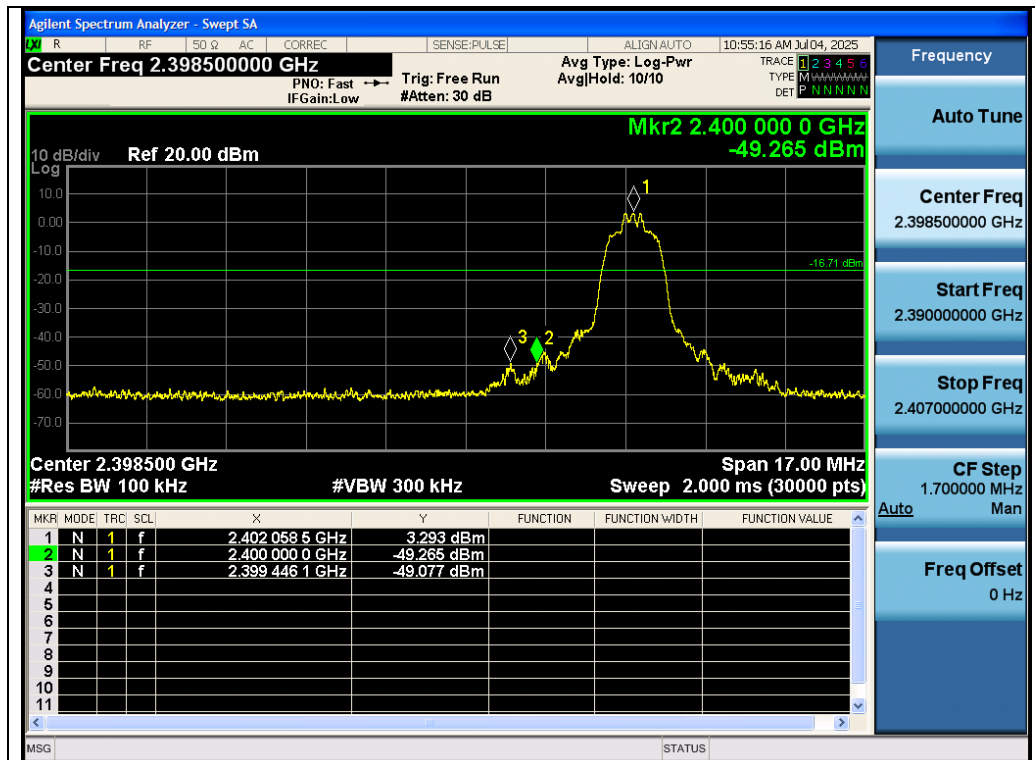 Agilent Spectrum Analyzer - Swept SA
LXI R RF 50 Ω AC CORREC SENSE:PULSE ALIGN AUTO 10:55:16 AM Jul 04, 2025
Center Freq 2.398500000 GHz
PNO: Fast
IFGain:Low
Trig: Free Run
#Atten: 30 dB
Avg Type: Log-Pwr
Avg|Hold: 10/10
TRACE 1 2 3 4 5 6
TYPE M WWWWW
DET P N N N N N
Mkr2 2.400 000 0 GHz
-49.265 dBm
10 dB/div Ref 20.00 dBm
Log
10.0
0.00
-10.0
-20.0
-30.0
-40.0
-50.0
-60.0
-70.0
1
-16.71 dBm
3 2
Center 2.398500 GHz Span 17.00 MHz
#Res BW 100 kHz #VBW 300 kHz Sweep 2.000 ms (30000 pts)
MKR MODE TRC SCL X Y FUNCTION FUNCTION WIDTH FUNCTION VALUE
1 N 1 f 2.402 058 5 GHz 3.293 dBm
2 N 1 f 2.400 000 0 GHz -49.265 dBm
3 N 1 f 2.399 446 1 GHz -49.077 dBm
4
5
6
7
8
9
10
11
MSG STATUS
Frequency
Auto Tune
Center Freq
2.398500000 GHz
Start Freq
2.390000000 GHz
Stop Freq
2.407000000 GHz
CF Step
1.700000 MHz
Auto Man
Freq Offset
0 Hz